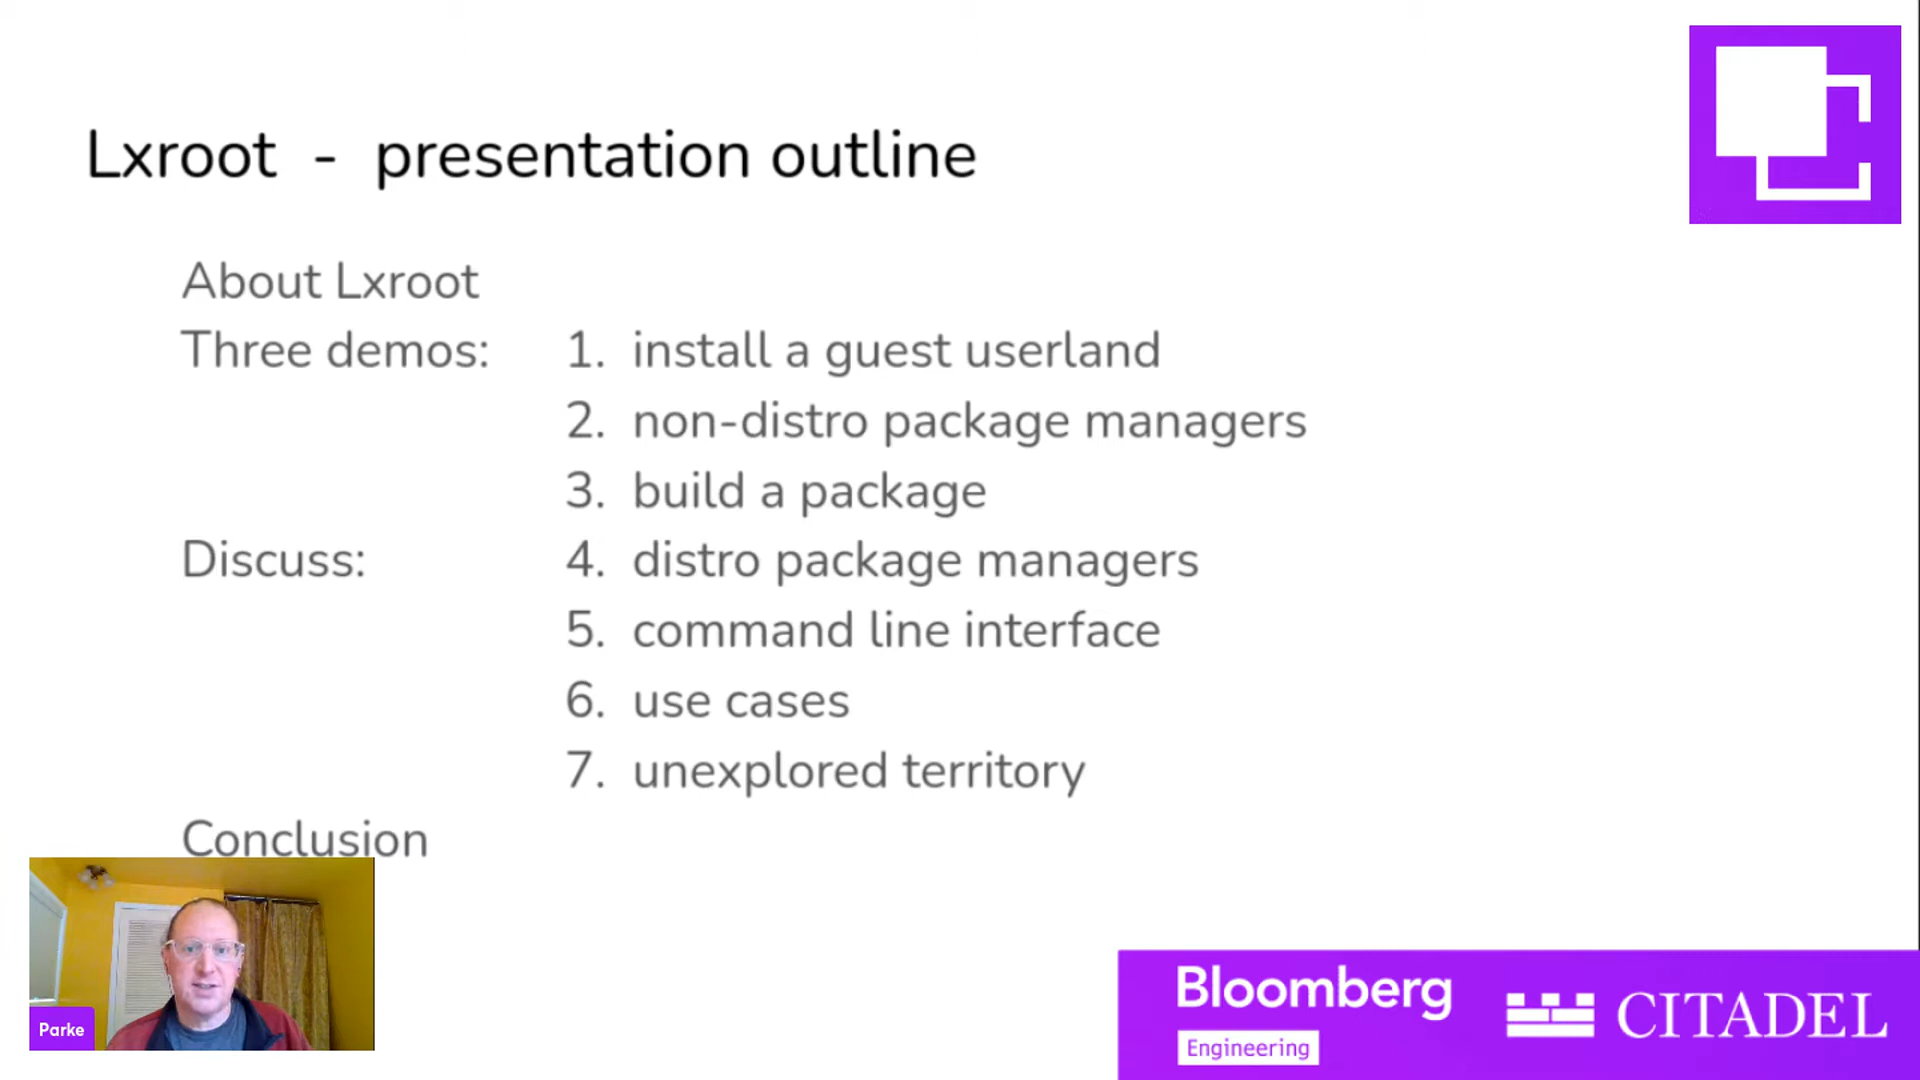 Lxroot - presentation outline
About Lxroot
Three demos: 1. install a guest userland
2. non-distro package managers
3. build a package
Discuss: 4. distro package managers
5. command line interface
6. use cases
7. unexplored territory
Conclusion
Parke
Bloomberg
Engineering
CITADEL